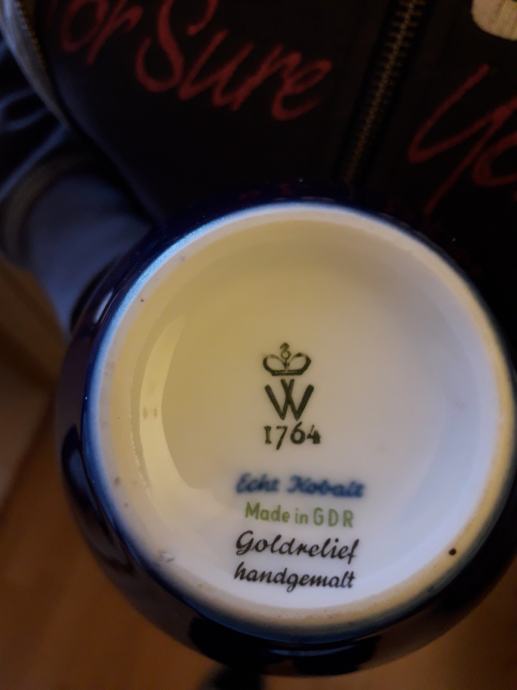 or Sure
W
1764
Echt Kobalt
Made in GDR
Goldrelief
handgemalt